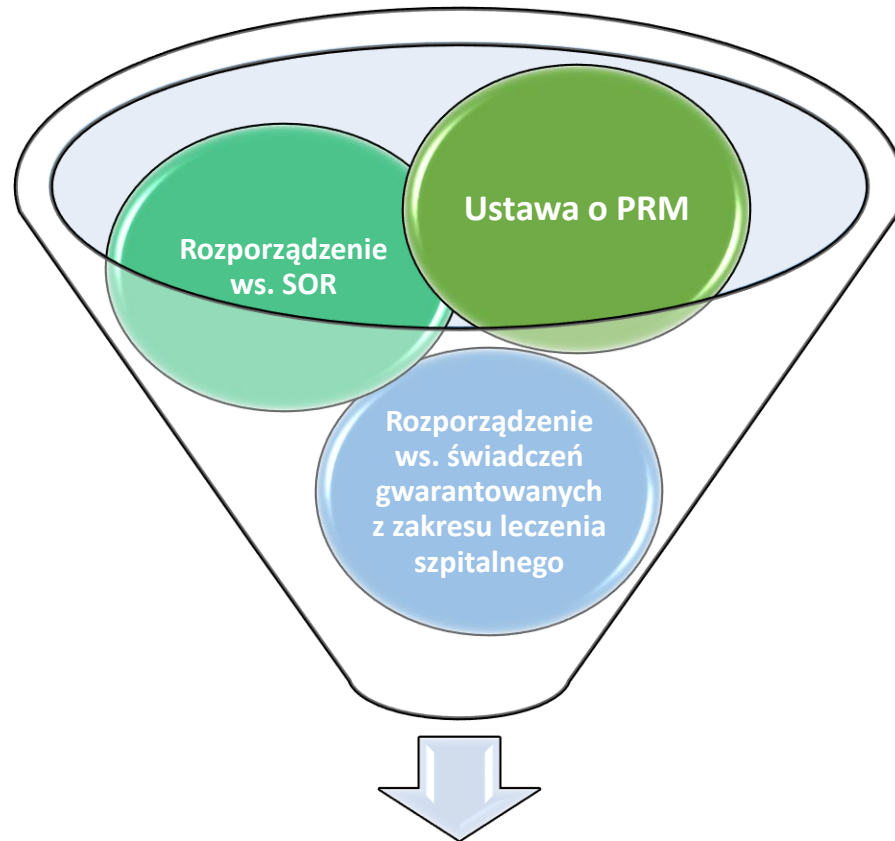 Ustawa o PRM
Rozporządzenie
ws. SOR
Rozporządzenie
ws. świadczeń
gwarantowanych
z zakresu leczenia
szpitalnego